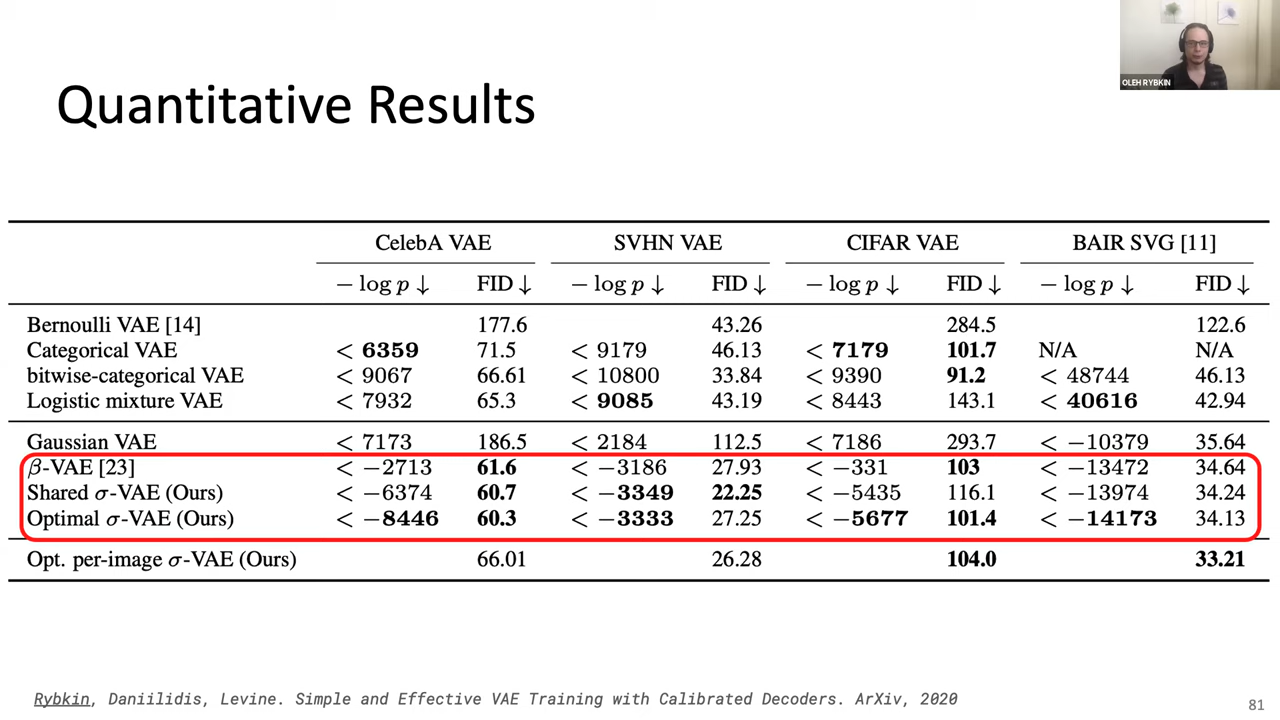 OLEH RYBKIN
Quantitative Results
CelebA VAE SVHN VAE CIFAR VAE BAIR SVG [11]
− log p ↓ FID ↓ − log p ↓ FID ↓ − log p ↓ FID ↓ − log p ↓ FID ↓
Bernoulli VAE [14] 177.6 43.26 284.5 122.6
Categorical VAE < 6359 71.5 < 9179 46.13 < 7179 101.7 N/A N/A
bitwise-categorical VAE < 9067 66.61 < 10800 33.84 < 9390 91.2 < 48744 46.13
Logistic mixture VAE < 7932 65.3 < 9085 43.19 < 8443 143.1 < 40616 42.94
Gaussian VAE < 7173 186.5 < 2184 112.5 < 7186 293.7 < −10379 35.64
β-VAE [23] < −2713 61.6 < −3186 27.93 < −331 103 < −13472 34.64
Shared σ-VAE (Ours) < −6374 60.7 < −3349 22.25 < −5435 116.1 < −13974 34.24
Optimal σ-VAE (Ours) < −8446 60.3 < −3333 27.25 < −5677 101.4 < −14173 34.13
Opt. per-image σ-VAE (Ours) 66.01 26.28 104.0 33.21
Rybkin, Daniilidis, Levine. Simple and Effective VAE Training with Calibrated Decoders. ArXiv, 2020
81